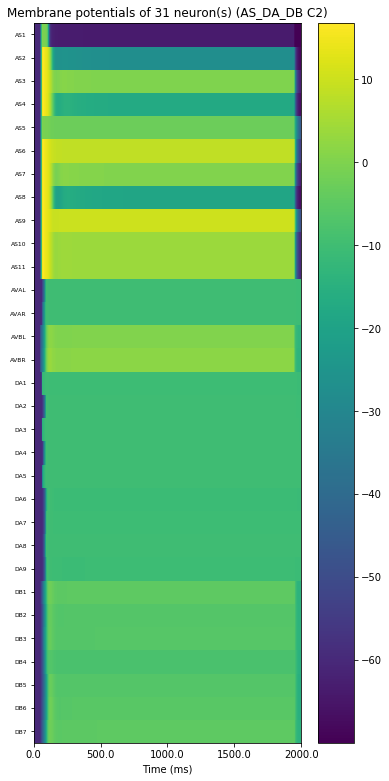 Membrane potentials of 31 neuron(s) (AS_DA_DB C2)
AS1
AS2
AS3
AS4
AS5
AS6
AS7
AS8
AS9
AS10
AS11
AVAL
AVAR
AVBL
AVBR
DA1
DA2
DA3
DA4
DA5
DA6
DA7
DA8
DA9
DB1
DB2
DB3
DB4
DB5
DB6
DB7
0.0 500.0 1000.0 1500.0 2000.0
Time (ms)
10
0
−10
−20
−30
−40
−50
−60